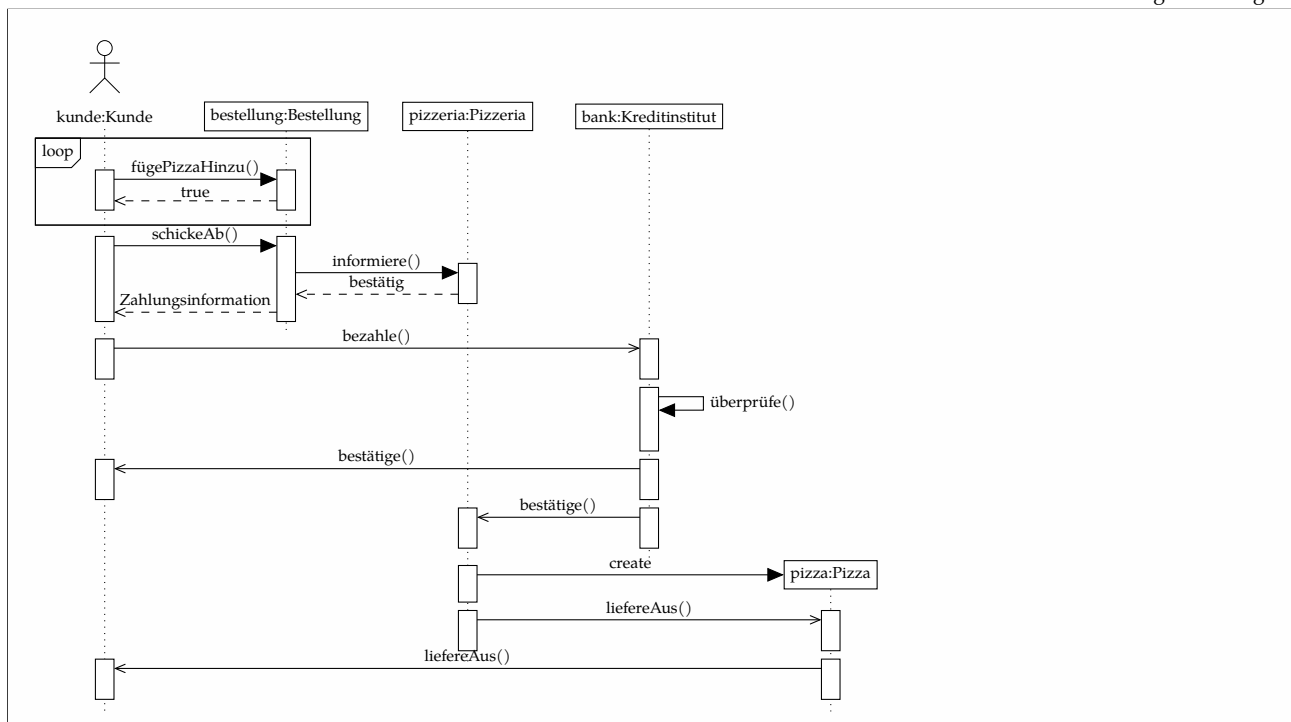 kunde:Kunde
bestellung:Bestellung
pizzeria:Pizzeria
bank:Kreditinstitut
loop
fügePizzaHinzu()
true
schickeAb()
informiere()
bestätig
Zahlungsinformation
bezahle()
überprüfe()
bestätige()
bestätige()
create
pizza:Pizza
liefereAus()
liefereAus()